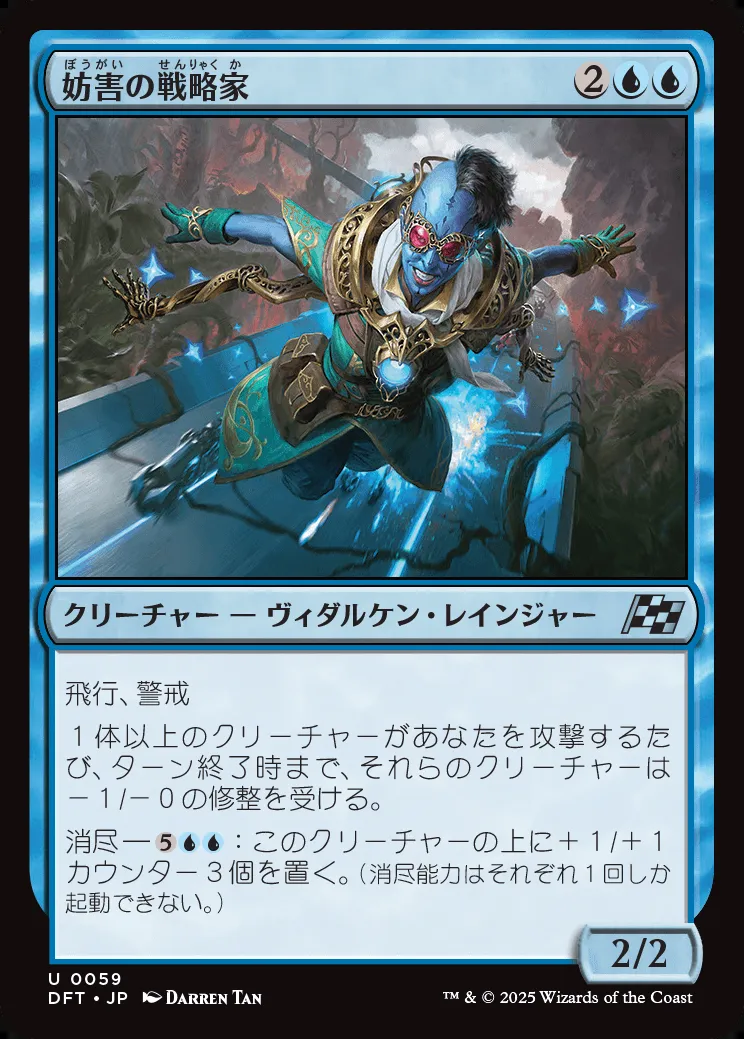 ぼうがい せんりゃく か
妨害の戦略家
2
クリーチャー — ヴィダルケン・レインジャー
飛行、警戒
1体以上のクリーチャーがあなたを攻撃するた
び、ターン終了時まで、それらのクリーチャーは
－1/－0の修整を受ける。
消尽—5：このクリーチャーの上に＋1/＋1
カウンター3個を置く。（消尽能力はそれぞれ1回しか
起動できない。）
2/2
U 0059
DFT • JP Darren Tan
™ & © 2025 Wizards of the Coast